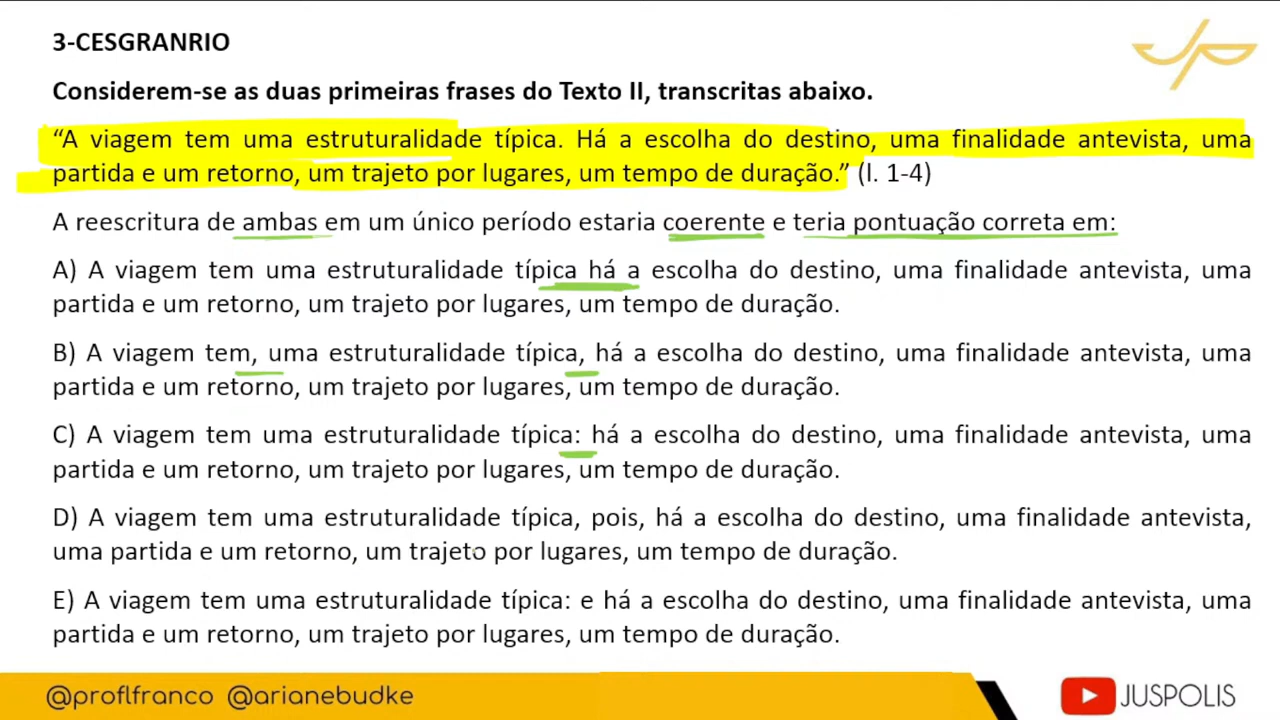 3-CESGRANRIO
JP
Considerem-se as duas primeiras frases do Texto II, transcritas abaixo.
“A viagem tem uma estruturalidade típica. Há a escolha do destino, uma finalidade antevista, uma
partida e um retorno, um trajeto por lugares, um tempo de duração.” (l. 1-4)
A reescritura de ambas em um único período estaria coerente e teria pontuação correta em:
A) A viagem tem uma estruturalidade típica há a escolha do destino, uma finalidade antevista, uma
partida e um retorno, um trajeto por lugares, um tempo de duração.
B) A viagem tem, uma estruturalidade típica, há a escolha do destino, uma finalidade antevista, uma
partida e um retorno, um trajeto por lugares, um tempo de duração.
C) A viagem tem uma estruturalidade típica: há a escolha do destino, uma finalidade antevista, uma
partida e um retorno, um trajeto por lugares, um tempo de duração.
D) A viagem tem uma estruturalidade típica, pois, há a escolha do destino, uma finalidade antevista,
uma partida e um retorno, um trajeto por lugares, um tempo de duração.
E) A viagem tem uma estruturalidade típica: e há a escolha do destino, uma finalidade antevista, uma
partida e um retorno, um trajeto por lugares, um tempo de duração.
@proflfranco @arianebudke
JUSPOLIS